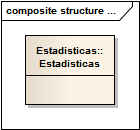 composite structure ...
Estadisticas::
Estadisticas